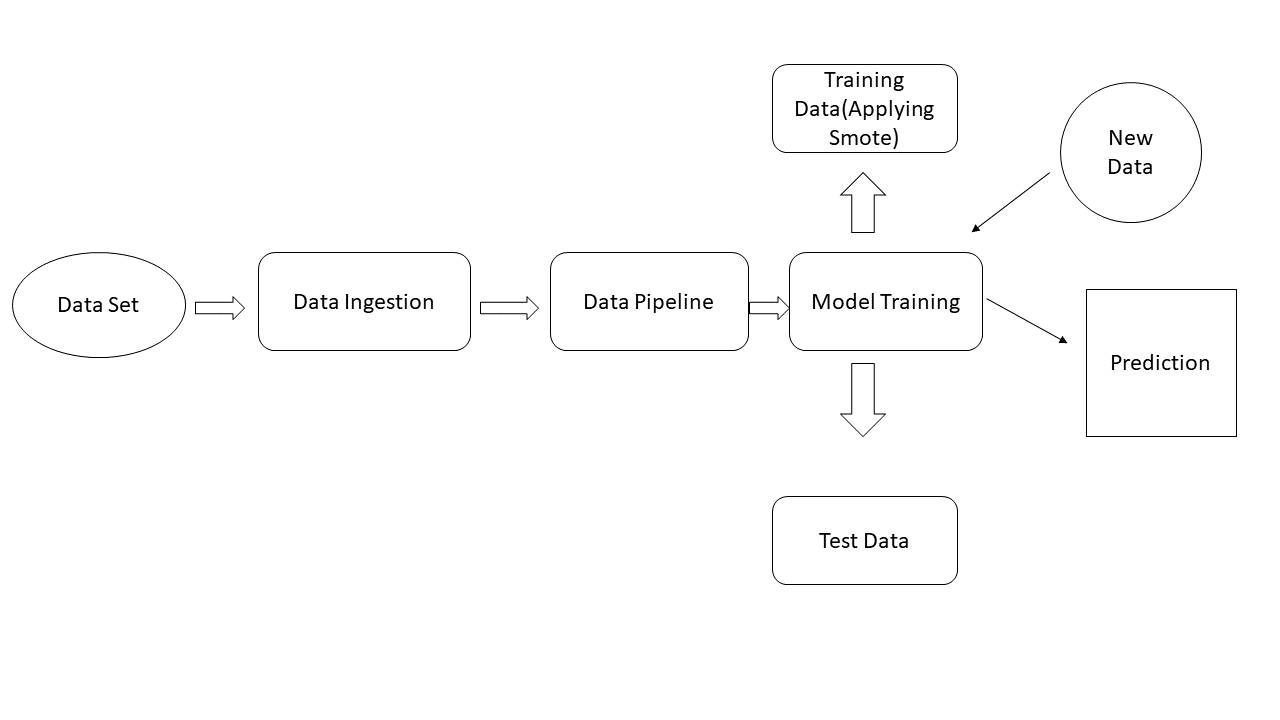 Training
Data(Applying
Smote)
New
Data
Data Set
Data Ingestion
Data Pipeline
Model Training
Prediction
Test Data